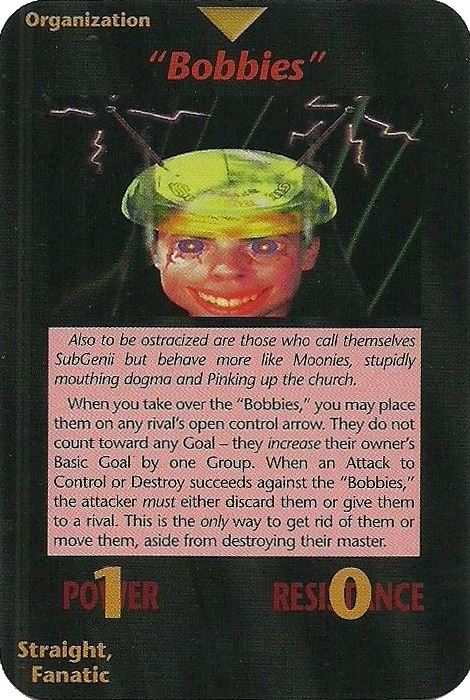 Organization
"Bobbies"
Also to be ostracized are those who call themselves
SubGenii but behave more like Moonies, stupidly
mouthing dogma and Pinking up the church.
When you take over the "Bobbies," you may place
them on any rival's open control arrow. They do not
count toward any Goal – they increase their owner's
Basic Goal by one Group. When an Attack to
Control or Destroy succeeds against the "Bobbies,"
the attacker must either discard them or give them
to a rival. This is the only way to get rid of them or
move them, aside from destroying their master.
POWER 1
RESISTANCE 0
Straight,
Fanatic